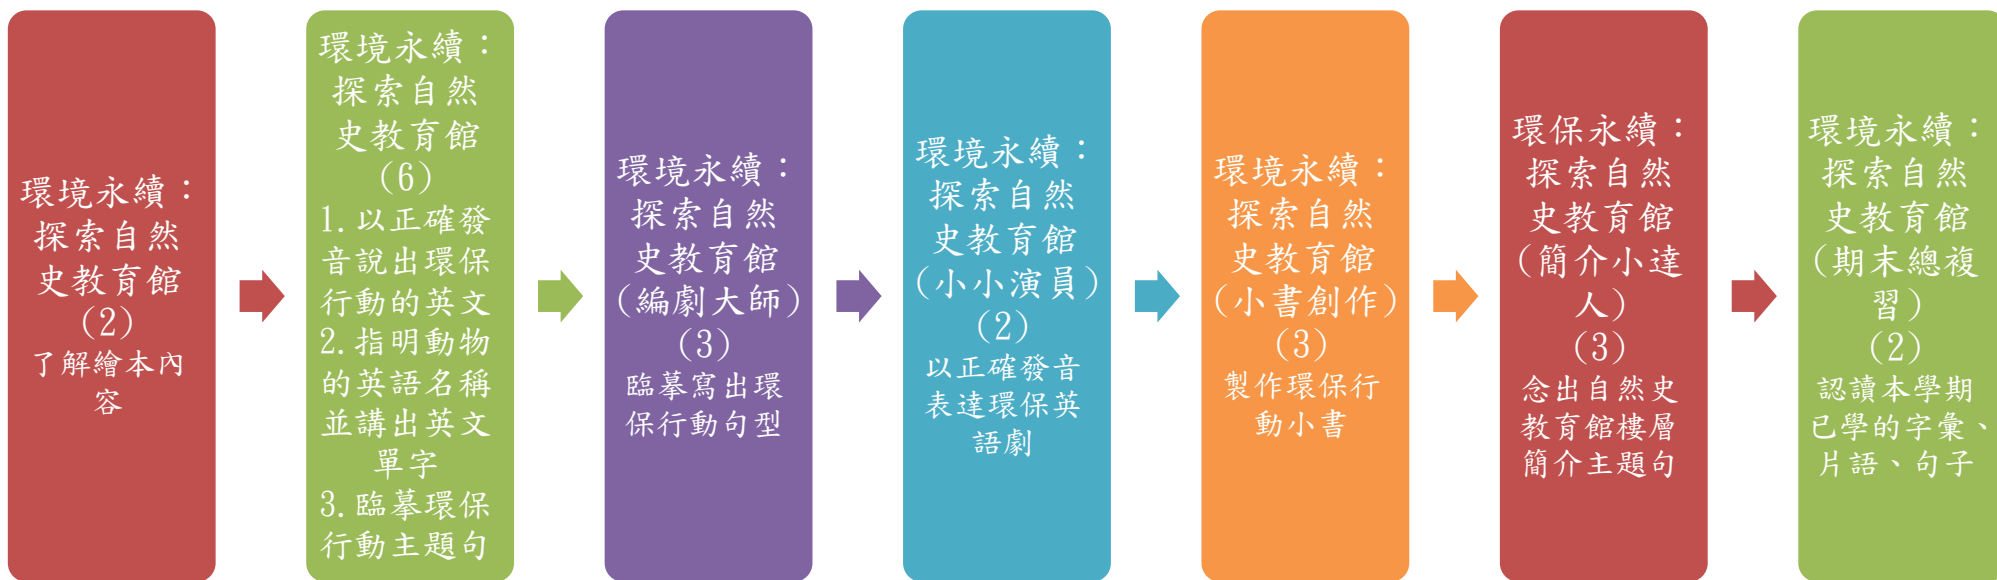 環境永續：
探索自然
史教育館
(2)
了解繪本內
容
環境永續：
探索自然
史教育館
(6)
1.以正確發
音說出環保
行動的英文
2.指明動物
的英語名稱
並講出英文
單字
3.臨摹環保
行動主題句
環境永續：
探索自然
史教育館
(編劇大師)
(3)
臨摹寫出環
保行動句型
環境永續：
探索自然
史教育館
(小小演員)
(2)
以正確發音
表達環保英
語劇
環境永續：
探索自然
史教育館
(小書創作)
(3)
製作環保行
動小書
環保永續：
探索自然
史教育館
(簡介小達
人)
(3)
念出自然史
教育館樓層
簡介主題句
環境永續：
探索自然
史教育館
(期末總複
習)
(2)
認讀本學期
已學的字彙、
片語、句子